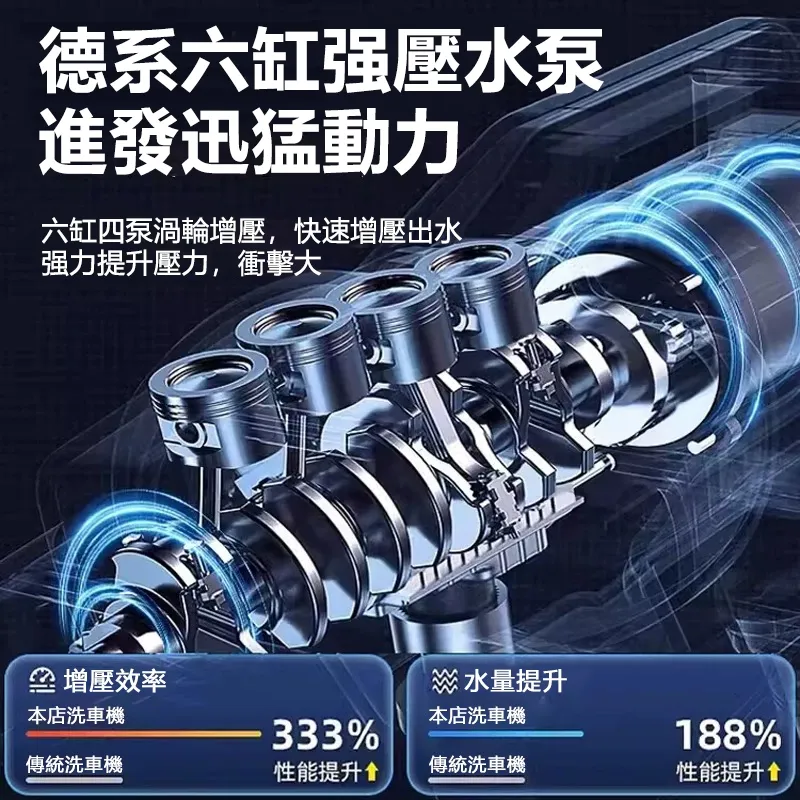 德系六缸强壓水泵
進發迅猛動力
六缸四泵渦輪增壓，快速增壓出水
强力提升壓力，衝擊大
增壓效率
本店洗車機
333%
傳統洗車機
性能提升
水量提升
本店洗車機
188%
傳統洗車機
性能提升